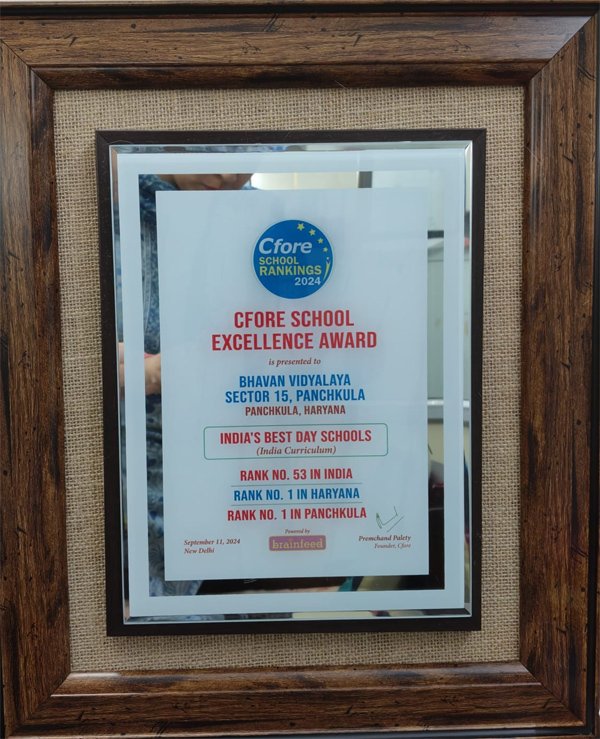 Cfore
SCHOOL
RANKINGS
2024
CFORE SCHOOL
EXCELLENCE AWARD
is presented to
BHAVAN VIDYALAYA
SECTOR 15, PANCHKULA
PANCHKULA, HARYANA
INDIA'S BEST DAY SCHOOLS
(India Curriculum)
RANK NO. 53 IN INDIA
RANK NO. 1 IN HARYANA
RANK NO. 1 IN PANCHKULA
September 11, 2024
New Delhi
Powered by
brainfeed
Premchand Palety
Founder, Cfore